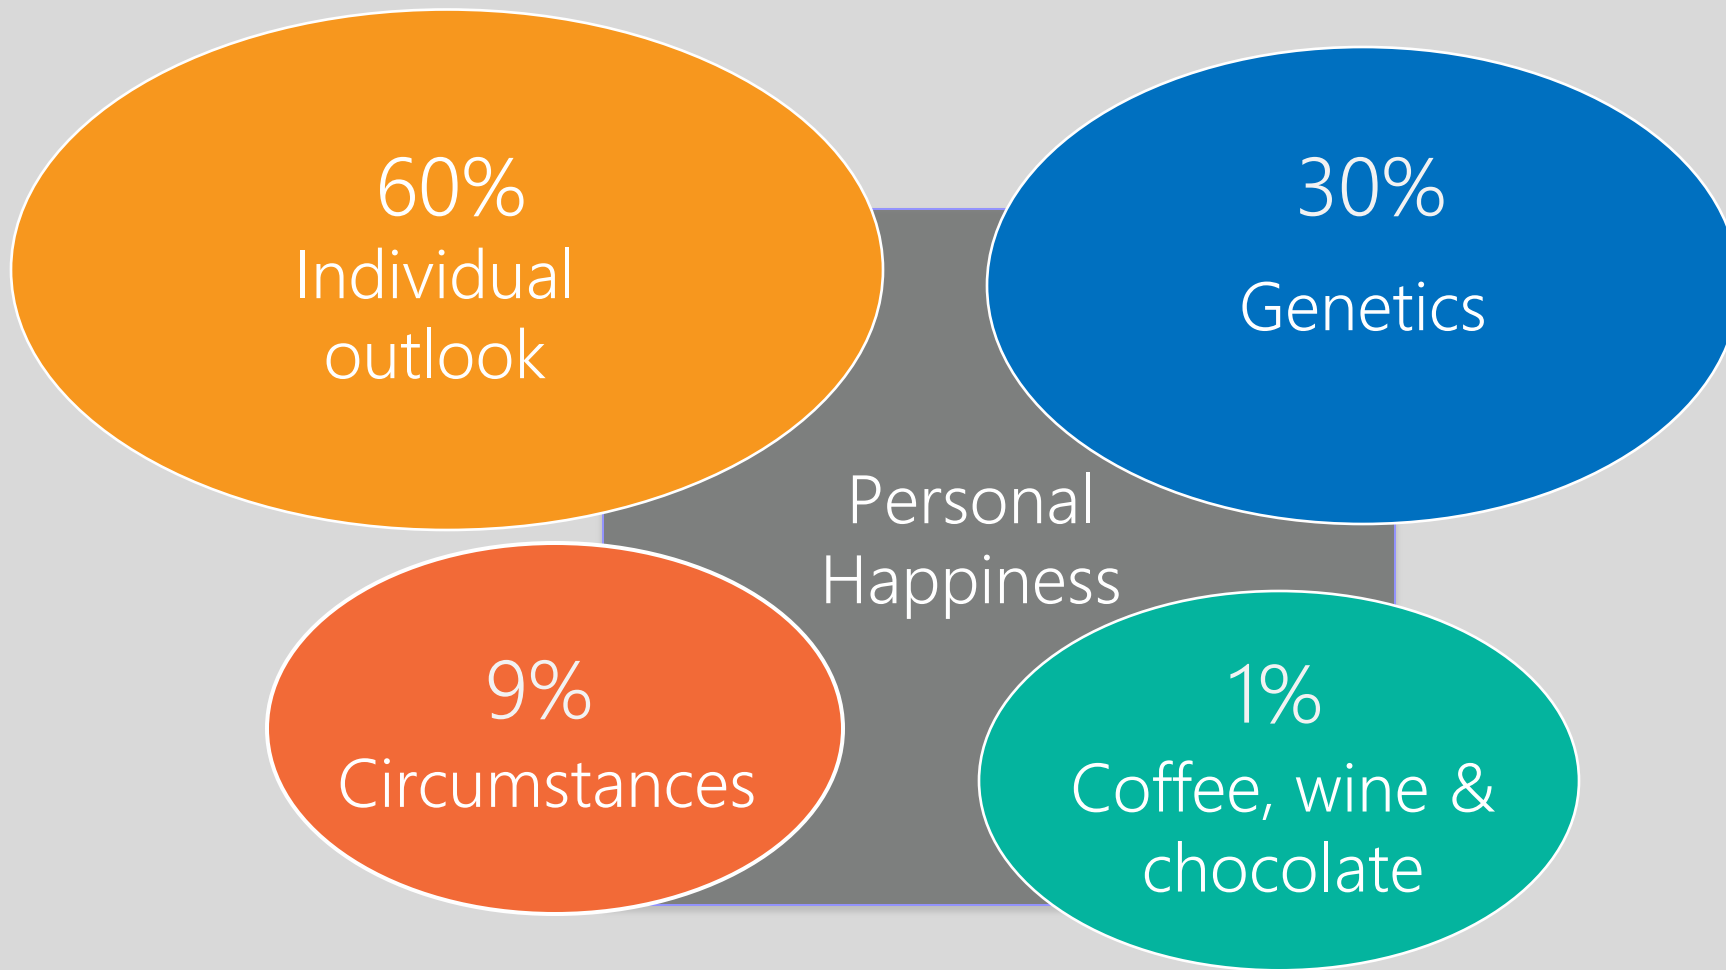 60%
Individual
outlook
30%
Genetics
Personal
Happiness
9%
Circumstances
1%
Coffee, wine &
chocolate